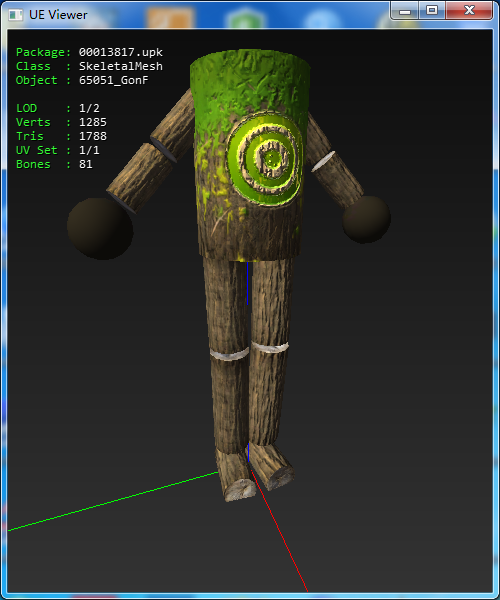 UE Viewer
Package: 00013817.upk
Class : SkeletalMesh
Object : 65051_GonF
LOD : 1/2
Verts : 1285
Tris : 1788
UV Set : 1/1
Bones : 81